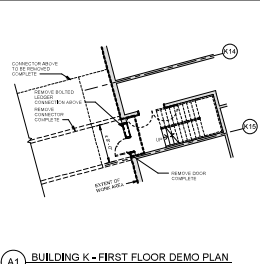 K14
CONNECTOR ABOVE
TO BE REMOVED
COMPLETE
REMOVE BOLTED
LEDGER
CONNECTION ABOVE
REMOVE
CONNECTOR
COMPLETE
K15
EXTENT OF
WORK AREA
REMOVE DOOR
COMPLETE
A1
BUILDING K - FIRST FLOOR DEMO PLAN